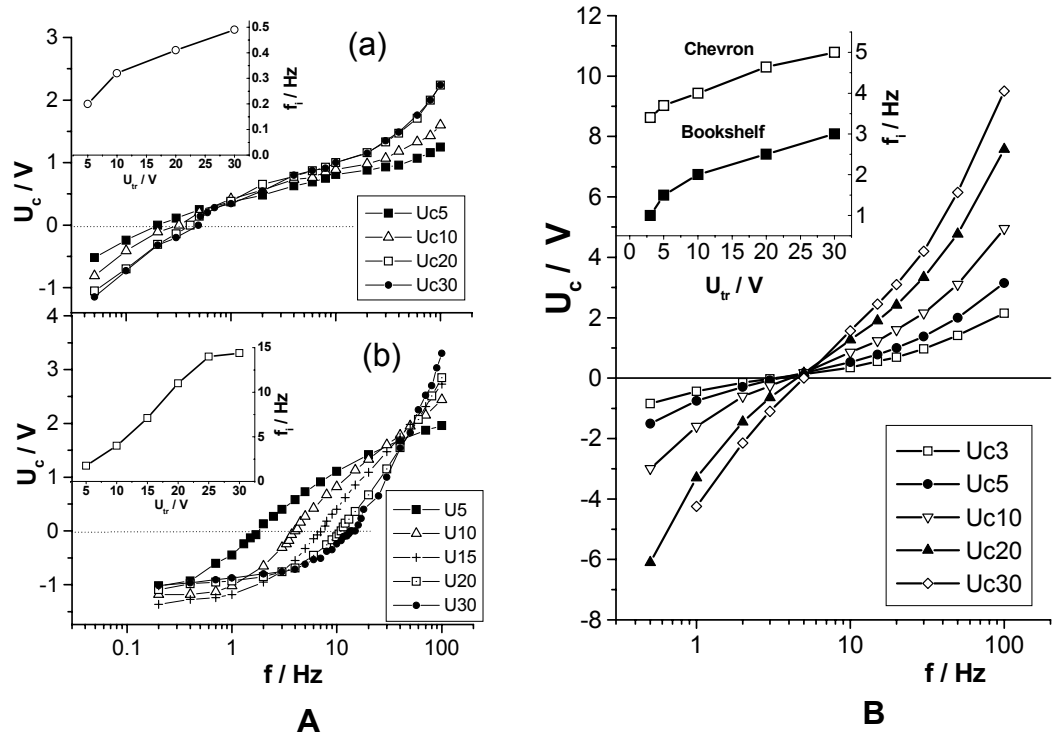 (a)
U_c / V
3
2
1
0
-1
0.5
0.4
0.3
0.2
0.1
0.0
f_i / Hz
5 10 15 20 25 30
U_tr / V
Uc5
Uc10
Uc20
Uc30
(b)
U_c / V
4
3
2
1
0
-1
15
10
5
0
f_i / Hz
5 10 15 20 25 30
U_tr / V
U5
U10
U15
U20
U30
0.1 1 10 100
f / Hz
A
U_c / V
12
10
8
6
4
2
0
-2
-4
-6
-8
Chevron
Bookshelf
5
4
3
2
1
f_i / Hz
0 5 10 15 20 25 30
U_tr / V
Uc3
Uc5
Uc10
Uc20
Uc30
1 10 100
f / Hz
B